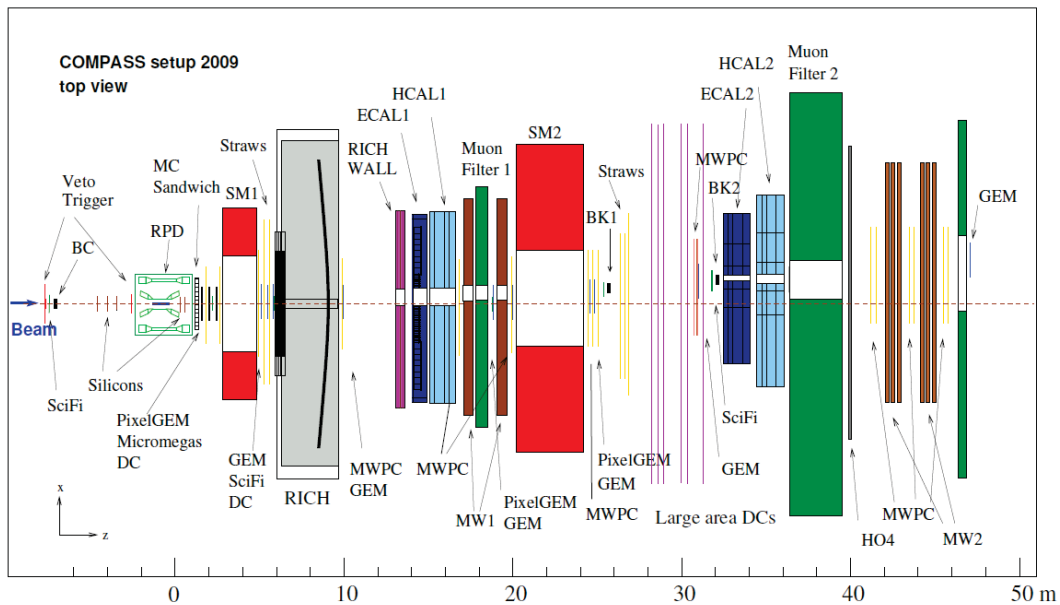 COMPASS setup 2009
top view
Muon
Filter 2
HCAL2
ECAL2
HCAL1
ECAL1
SM2
RICH
WALL
Muon
Filter 1
Straws
Straws
MWPC
BK2
MC
Sandwich
SM1
Veto
Trigger
RPD
BC
BK1
GEM
Beam
SciFi
Silicons
PixelGEM
Micromegas
DC
GEM
SciFi
DC
RICH
MWPC
GEM
MWPC
MW1
PixelGEM
GEM
PixelGEM
GEM
MWPC
Large area DCs
SciFi
GEM
HO4
MWPC
MW2
x
z
0 10 20 30 40 50 m